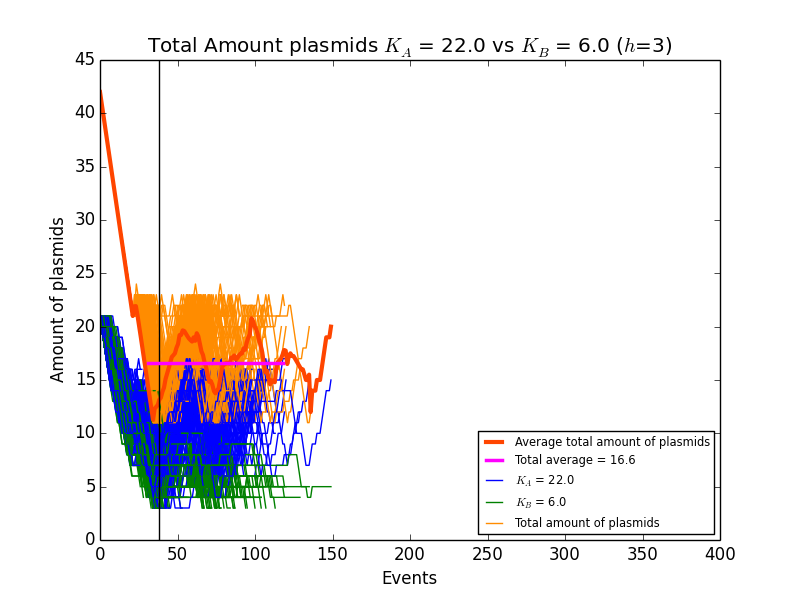 Total Amount plasmids K_A = 22.0 vs K_B = 6.0 (h=3)
45
40
35
30
25
20
15
10
5
0
Amount of plasmids
Average total amount of plasmids
Total average = 16.6
K_A = 22.0
K_B = 6.0
Total amount of plasmids
0 50 100 150 200 250 300 350 400
Events